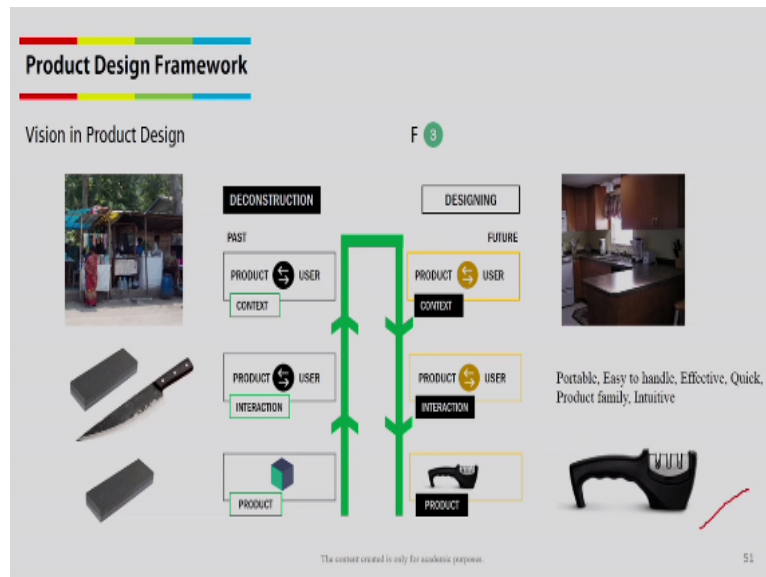 Product Design Framework
Vision in Product Design
F 3
DECONSTRUCTION
DESIGNING
PAST
FUTURE
PRODUCT USER
CONTEXT
PRODUCT USER
CONTEXT
PRODUCT USER
INTERACTION
PRODUCT USER
INTERACTION
Portable, Easy to handle, Effective, Quick,
Product family, Intuitive
PRODUCT
PRODUCT
The content created is only for academic purposes.
51